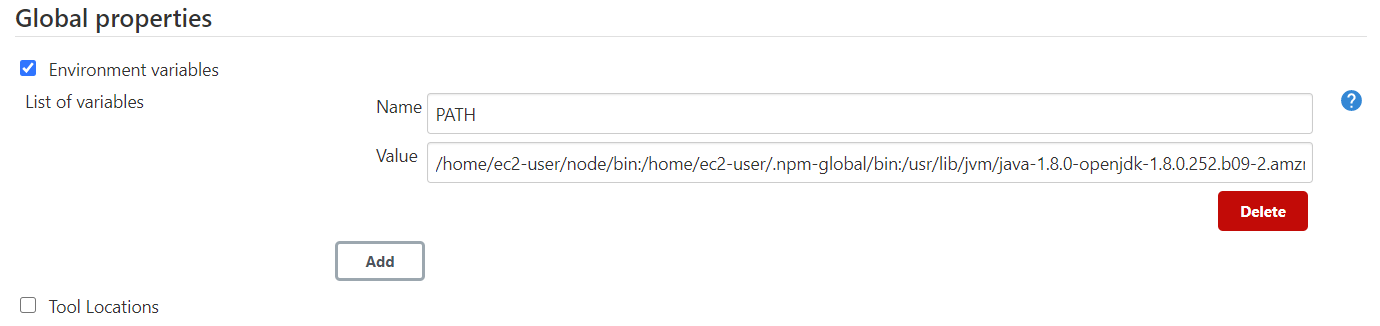 Global properties
Environment variables
List of variables
Name
PATH
?
Value
/home/ec2-user/node/bin:/home/ec2-user/.npm-global/bin:/usr/lib/jvm/java-1.8.0-openjdk-1.8.0.252.b09-2.amz
Delete
Add
Tool Locations